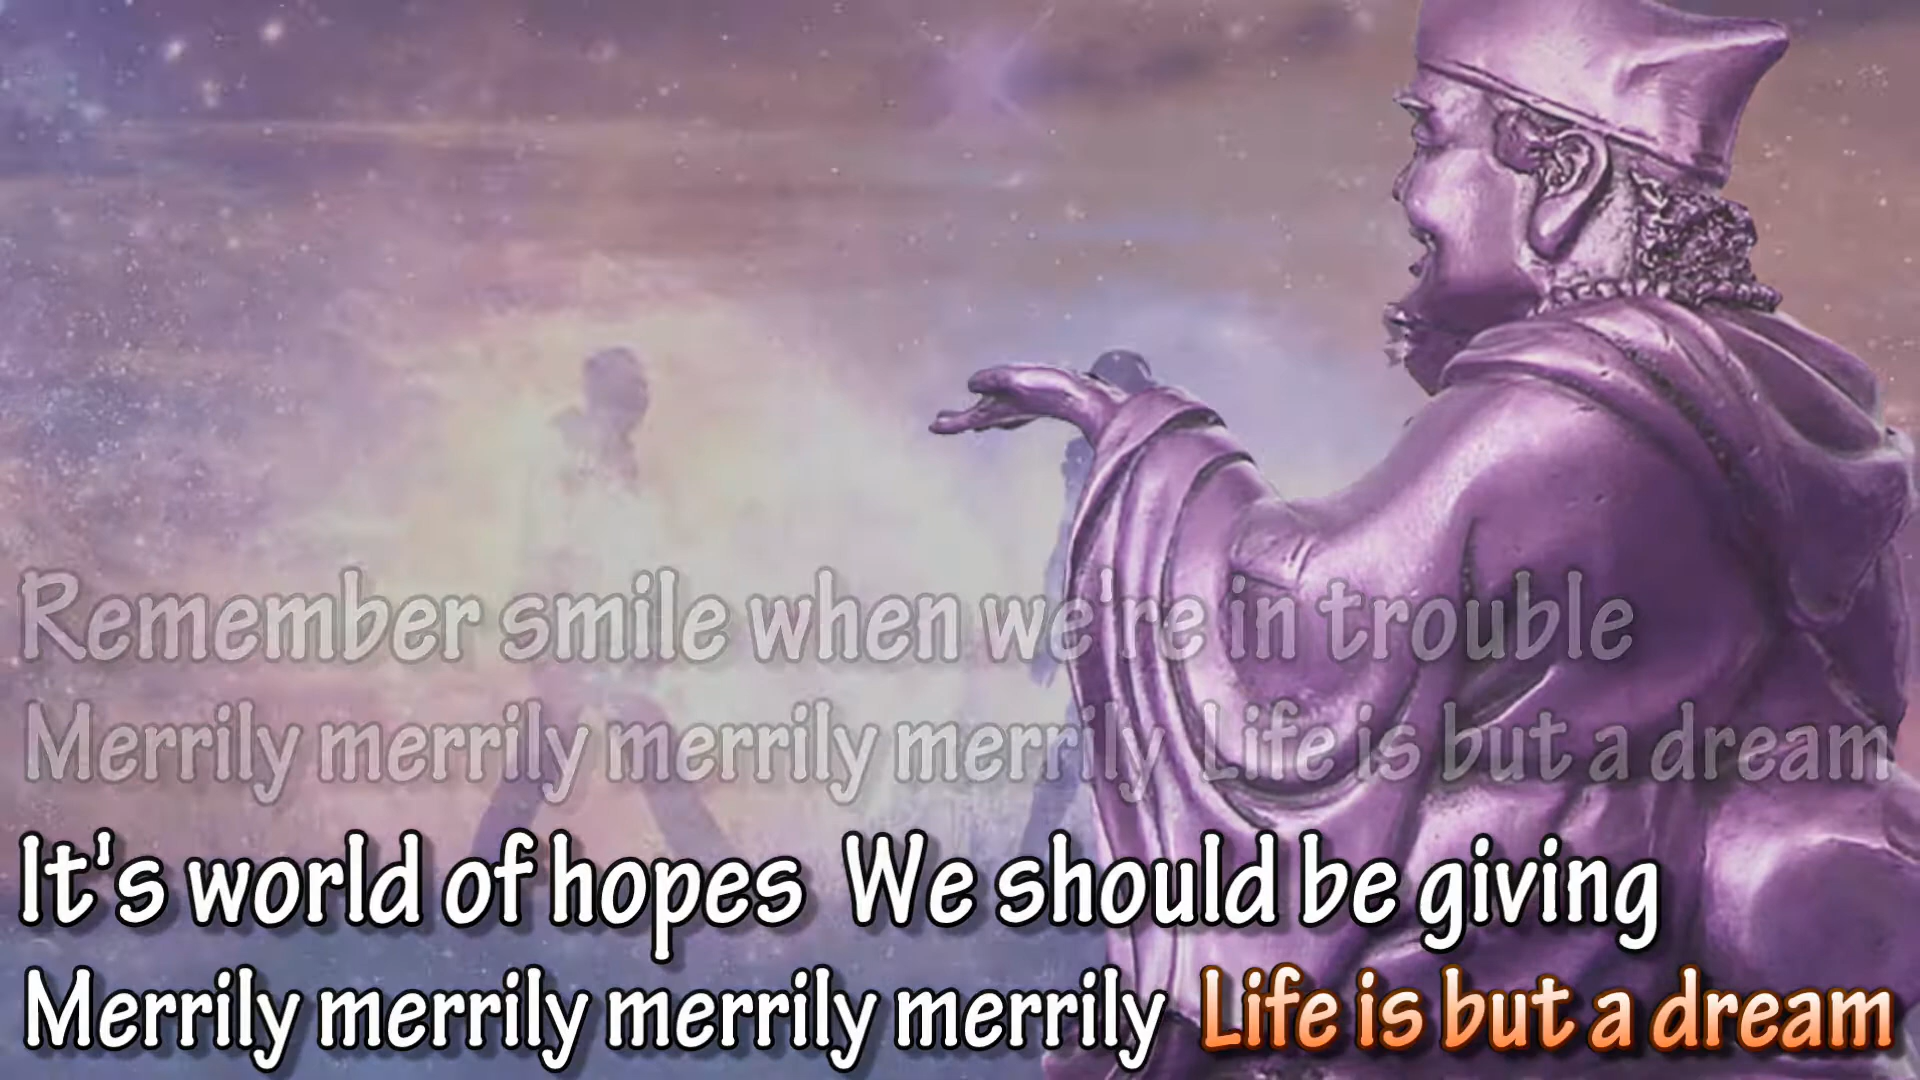 Remember smile when we're in trouble
Merrily merrily merrily merrily Life is but a dream
It's world of hopes We should be giving
Merrily merrily merrily merrily Life is but a dream